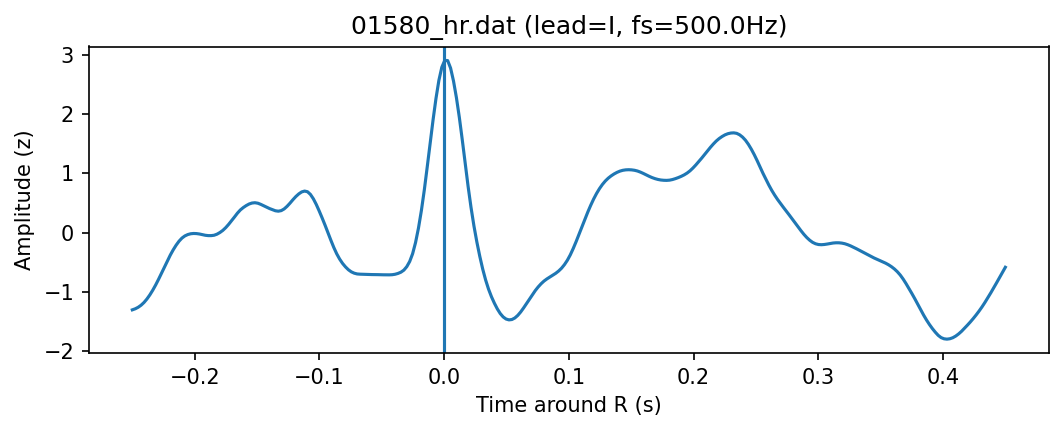 01580_hr.dat (lead=I, fs=500.0Hz)
Amplitude (z)
3
2
1
0
−1
−2
−0.2 −0.1 0.0 0.1 0.2 0.3 0.4
Time around R (s)